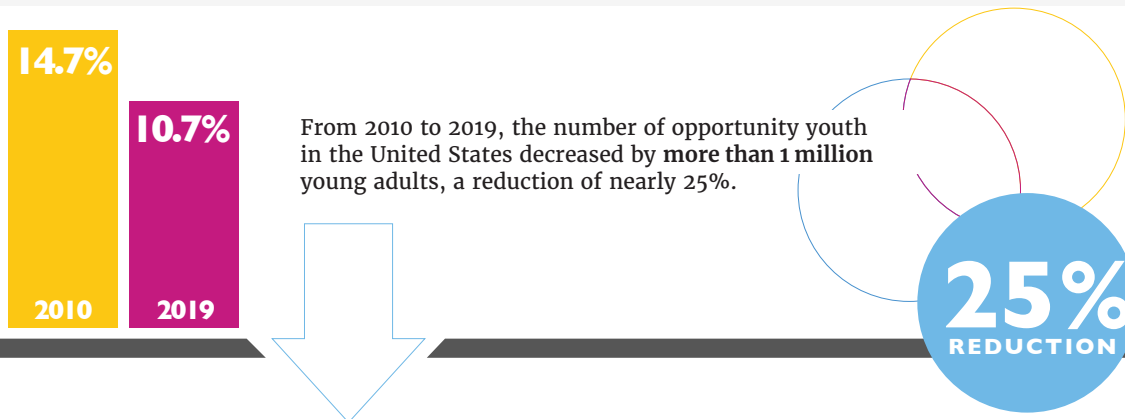 14.7%
2010
10.7%
2019
From 2010 to 2019, the number of opportunity youth
in the United States decreased by more than 1 million
young adults, a reduction of nearly 25%.
25%
REDUCTION